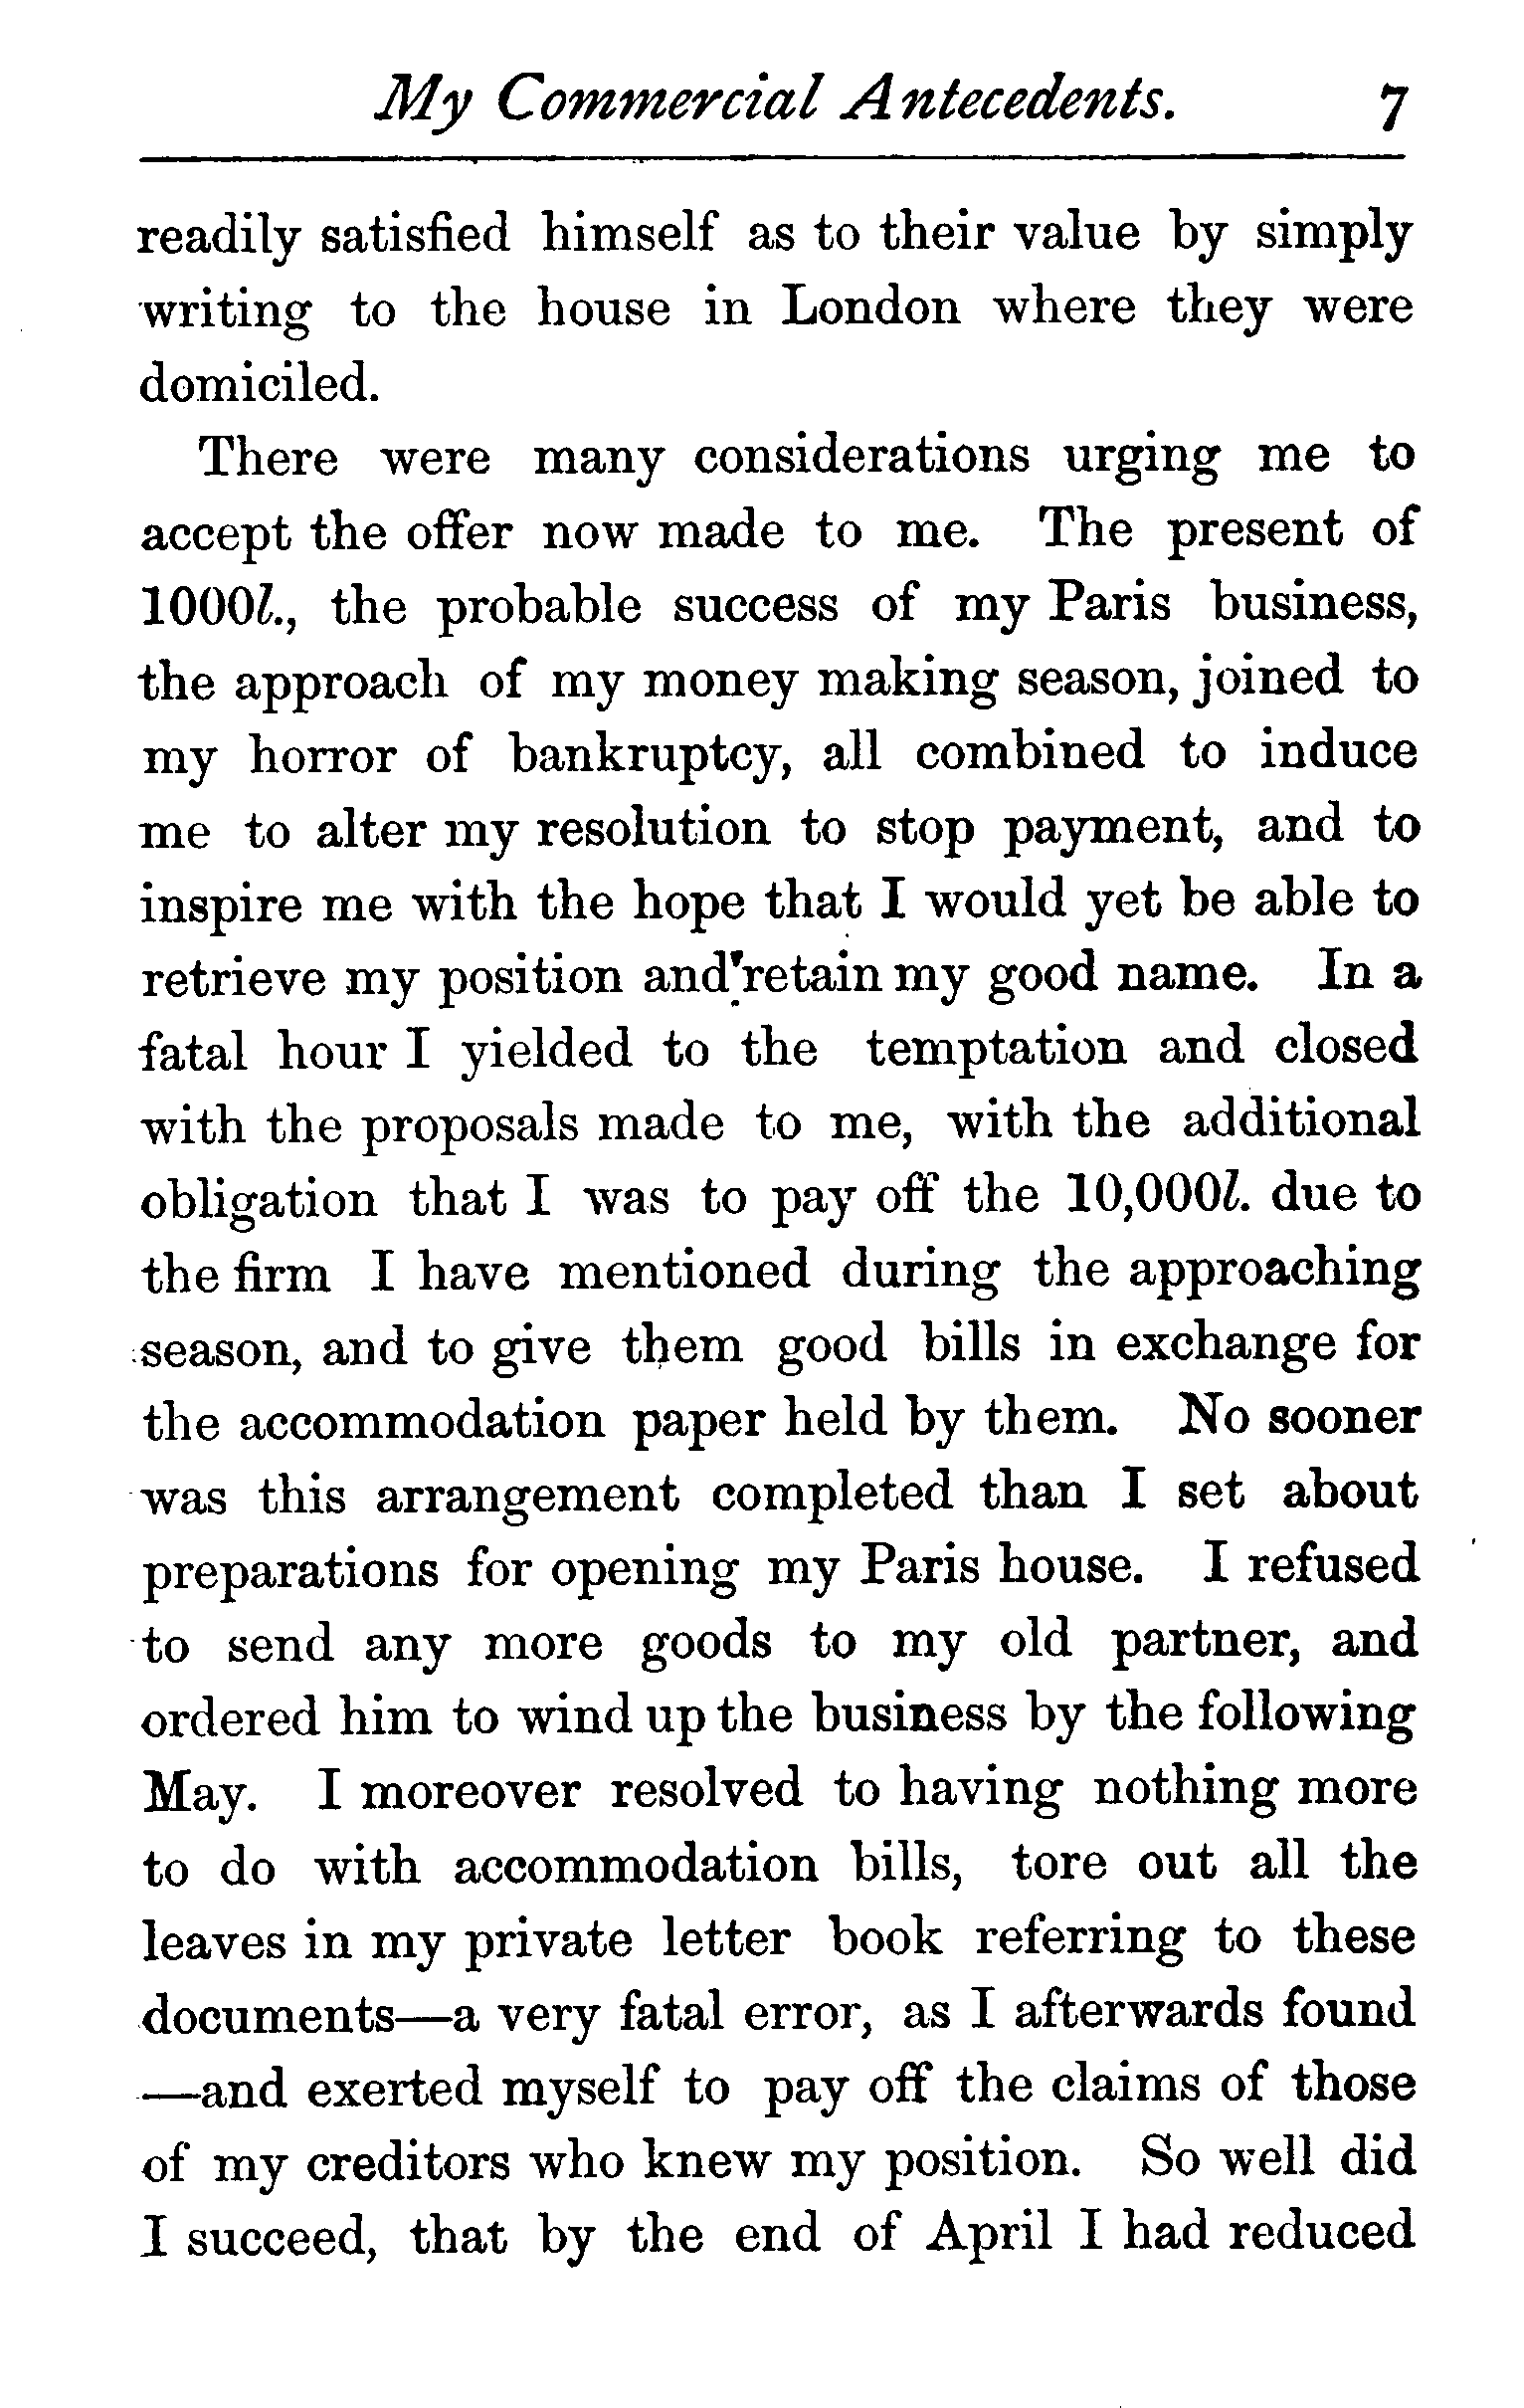 My Commercial Antecedents. 7
readily satisfied himself as to their value by simply
writing to the house in London where they were
domiciled.
There were many considerations urging me to
accept the offer now made to me. The present of
1000l., the probable success of my Paris business,
the approach of my money making season, joined to
my horror of bankruptcy, all combined to induce
me to alter my resolution to stop payment, and to
inspire me with the hope that I would yet be able to
retrieve my position and retain my good name. In a
fatal hour I yielded to the temptation and closed
with the proposals made to me, with the additional
obligation that I was to pay off the 10,000l. due to
the firm I have mentioned during the approaching
season, and to give them good bills in exchange for
the accommodation paper held by them. No sooner
was this arrangement completed than I set about
preparations for opening my Paris house. I refused
to send any more goods to my old partner, and
ordered him to wind up the business by the following
May. I moreover resolved to having nothing more
to do with accommodation bills, tore out all the
leaves in my private letter book referring to these
documents—a very fatal error, as I afterwards found
—and exerted myself to pay off the claims of those
of my creditors who knew my position. So well did
I succeed, that by the end of April I had reduced